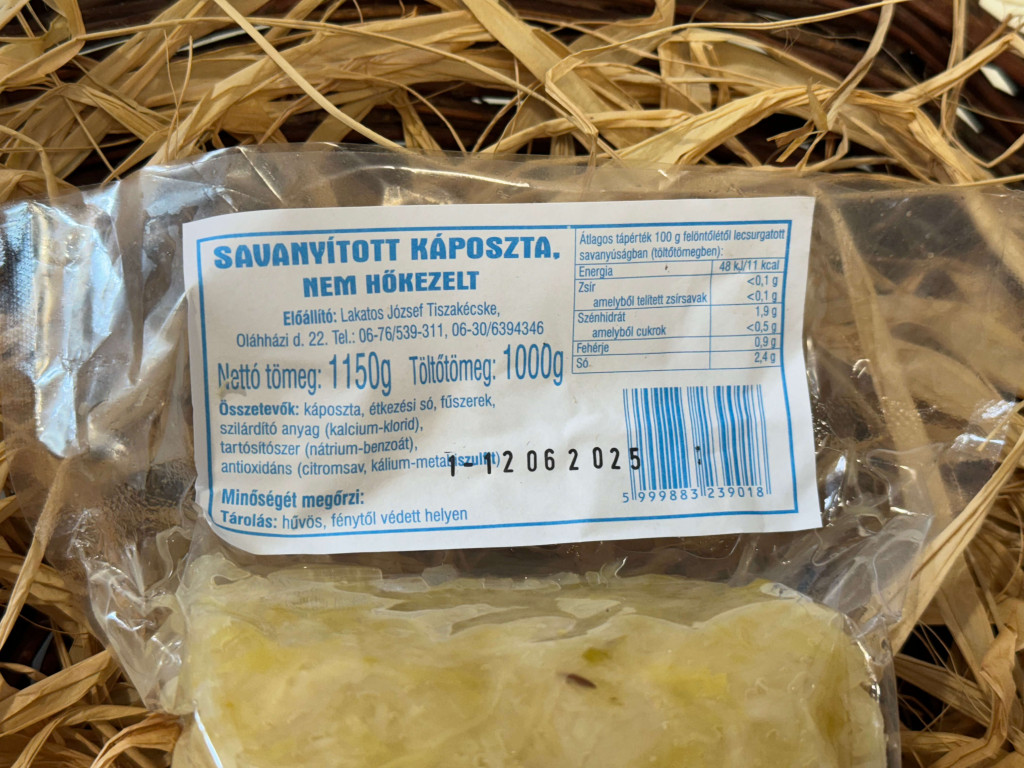 SAVANYÍTOTT KÁPOSZTA,
NEM HŐKEZELT
Előállító: Lakatos József Tiszakécske,
Oláhházi d. 22. Tel.: 06-76/539-311, 06-30/6394346
Nettó tömeg: 1150g Töltőtömeg: 1000g
Összetevők: káposzta, étkezési só, fűszerek,
szilárdító anyag (kalcium-klorid),
tartósítószer (nátrium-benzoát),
antioxidáns (citromsav, kálium-metabiszulfit)
1-12062025
Minőségét megőrzi:
Tárolás: hűvös, fénytől védett helyen
Átlagos tápérték 100 g felöntőlétől lecsurgatott
savanyúságban (töltőtömegben):
Energia 48 kJ/11 kcal
Zsír <0,1 g
amelyből telített zsírsavak <0,1 g
Szénhidrát 1,9 g
amelyből cukrok <0,5 g
Fehérje 0,9 g
Só 2,4 g
5 999883 239018